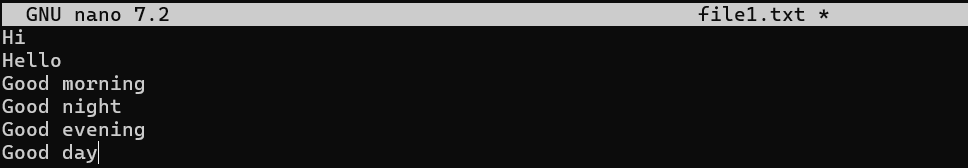 GNU nano 7.2 file1.txt *
Hi
Hello
Good morning
Good night
Good evening
Good day